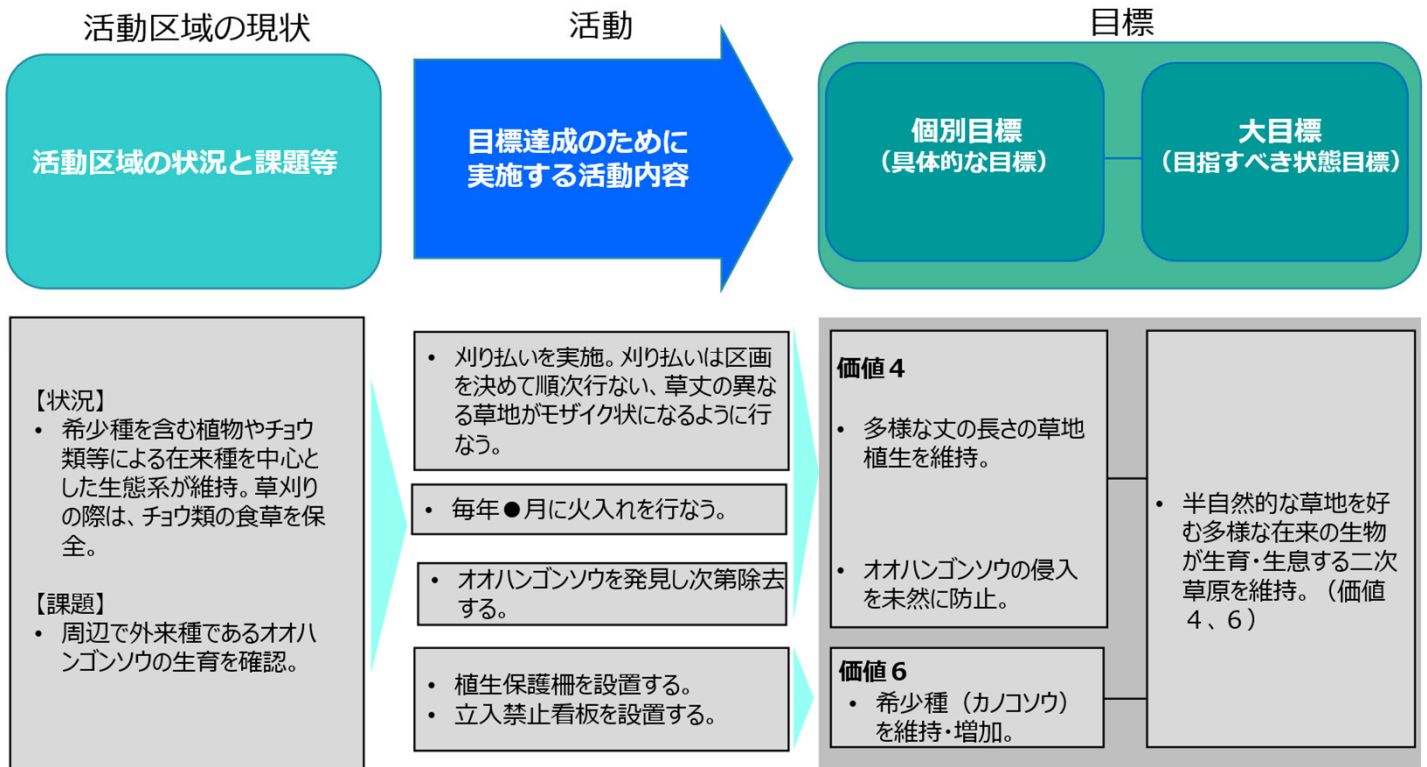 活動区域の現状
活動
目標
活動区域の状況と課題等
目標達成のために
実施する活動内容
個別目標
（具体的な目標）
大目標
（目指すべき状態目標）
【状況】
• 希少種を含む植物やチョウ
類等による在来種を中心と
した生態系が維持。草刈り
の際は、チョウ類の食草を保
全。
【課題】
• 周辺で外来種であるオオハ
ンゴンソウの生育を確認。
• 刈り払いを実施。刈り払いは区画
を決めて順次行ない、草丈の異な
る草地がモザイク状になるように行
なう。
• 毎年●月に火入れを行なう。
• オオハンゴンソウを発見し次第除去
する。
• 植生保護柵を設置する。
• 立入禁止看板を設置する。
価値４
• 多様な丈の長さの草地
植生を維持。
• オオハンゴンソウの侵入
を未然に防止。
価値６
• 希少種（カノコソウ）
を維持・増加。
• 半自然的な草地を好
む多様な在来の生物
が生育・生息する二次
草原を維持。（価値
４、６）